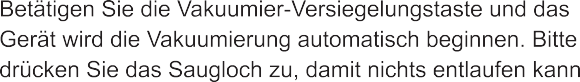 Betätigen Sie die Vakuumier-Versiegelungstaste und das
Gerät wird die Vakuumierung automatisch beginnen. Bitte
drücken Sie das Saugloch zu, damit nichts entlaufen kann